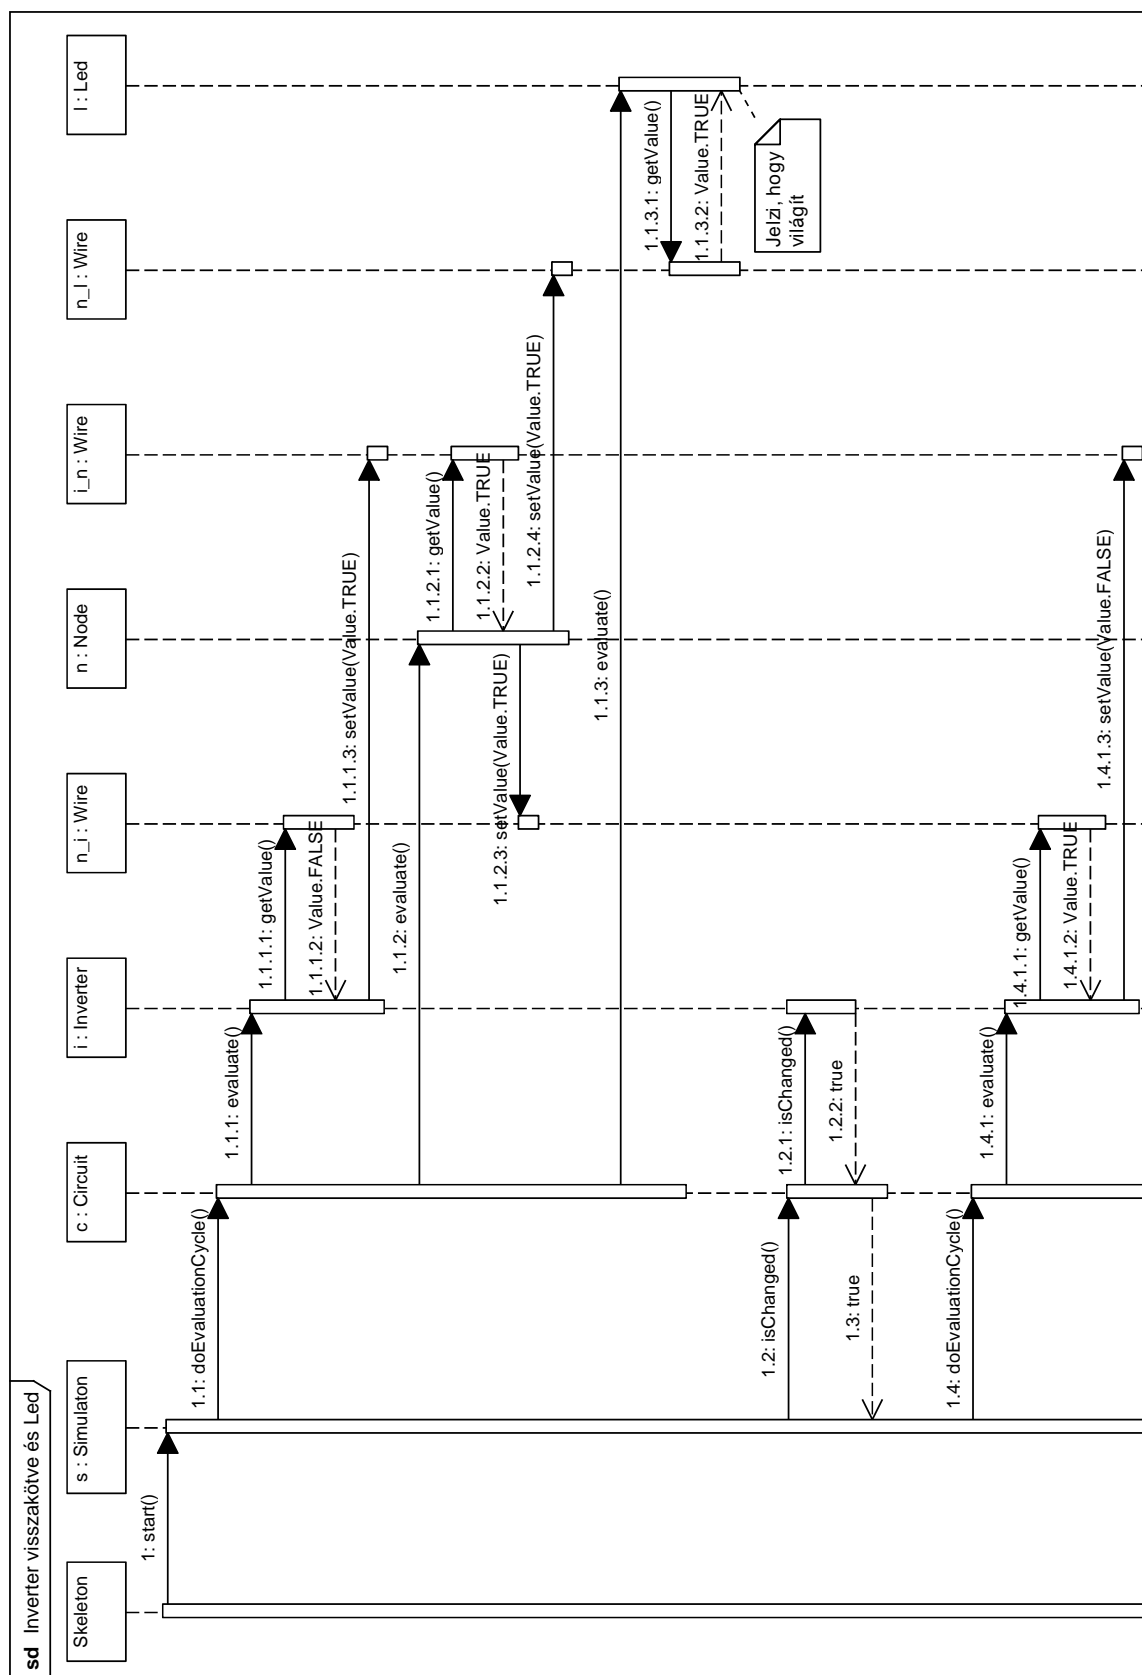 sd Inverter visszakötve és Led
Skeleton
s : Simulaton
c : Circuit
i : Inverter
n_i : Wire
n : Node
i_n : Wire
n_l : Wire
l : Led
1: start()
1.1: doEvaluationCycle()
1.1.1: evaluate()
1.1.1.1: getValue()
1.1.1.2: Value.FALSE
1.1.1.3: setValue(Value.TRUE)
1.1.2: evaluate()
1.1.2.1: getValue()
1.1.2.2: Value.TRUE
1.1.2.3: setValue(Value.TRUE)
1.1.2.4: setValue(Value.TRUE)
1.1.3: evaluate()
1.1.3.1: getValue()
1.1.3.2: Value.TRUE
Jelzi, hogy
világít
1.2: isChanged()
1.2.1: isChanged()
1.2.2: true
1.3: true
1.4: doEvaluationCycle()
1.4.1: evaluate()
1.4.1.1: getValue()
1.4.1.2: Value.TRUE
1.4.1.3: setValue(Value.FALSE)